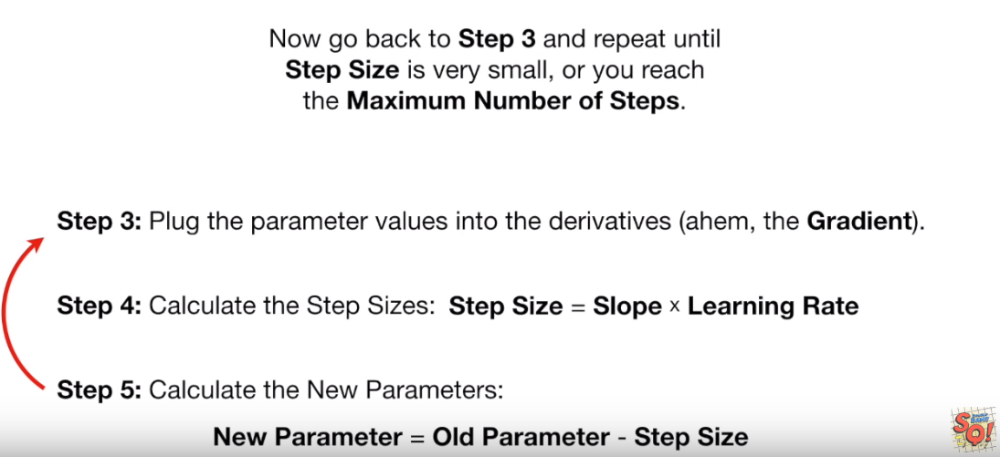 Now go back to Step 3 and repeat until
Step Size is very small, or you reach
the Maximum Number of Steps.
Step 3: Plug the parameter values into the derivatives (ahem, the Gradient).
Step 4: Calculate the Step Sizes: Step Size = Slope × Learning Rate
Step 5: Calculate the New Parameters:
New Parameter = Old Parameter - Step Size
SQ!